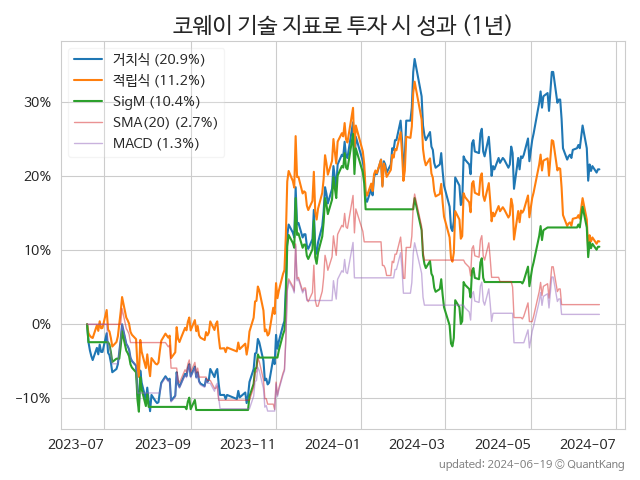 코웨이 기술 지표로 투자 시 성과 (1년)
거치식 (20.9%)
적립식 (11.2%)
SigM (10.4%)
SMA(20) (2.7%)
MACD (1.3%)
30%
20%
10%
0%
−10%
2023-07 2023-09 2023-11 2024-01 2024-03 2024-05 2024-07
updated: 2024-06-19 © QuantKang